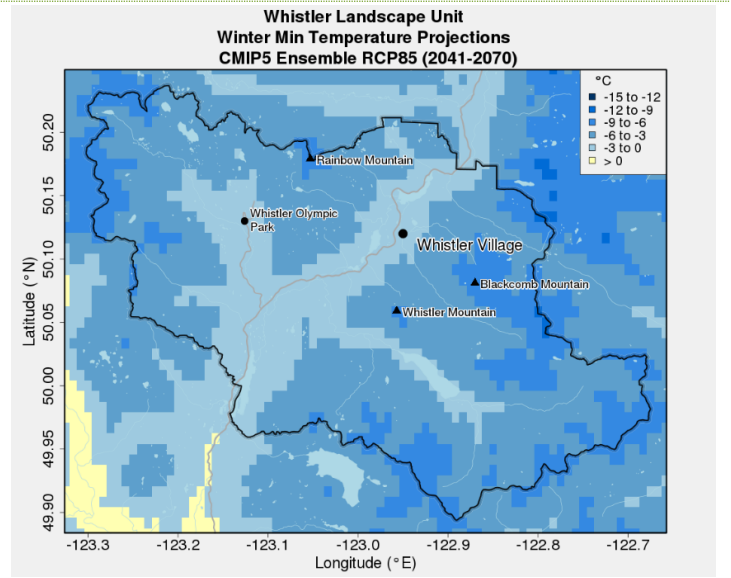 Whistler Landscape Unit
Winter Min Temperature Projections
CMIP5 Ensemble RCP85 (2041-2070)
°C
-15 to -12
-12 to -9
-9 to -6
-6 to -3
-3 to 0
> 0
Rainbow Mountain
Whistler Olympic
Park
Whistler Village
Blackcomb Mountain
Whistler Mountain
Latitude (°N)
50.20
50.15
50.10
50.05
50.00
49.95
49.90
-123.3
-123.2
-123.1
-123.0
-122.9
-122.8
-122.7
Longitude (°E)